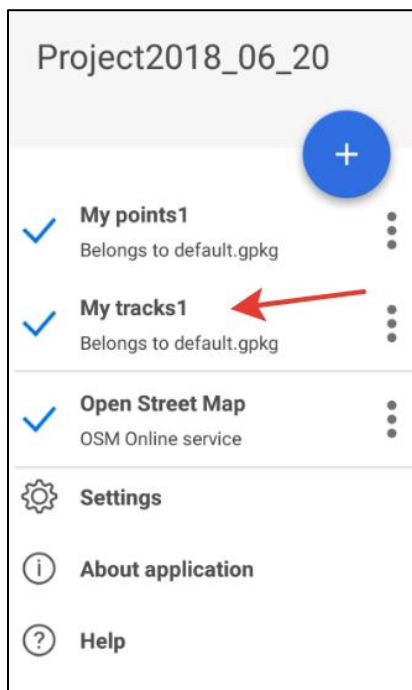 Project2018_06_20
+
My points1
Belongs to default.gpkg
My tracks1
Belongs to default.gpkg
Open Street Map
OSM Online service
Settings
About application
Help